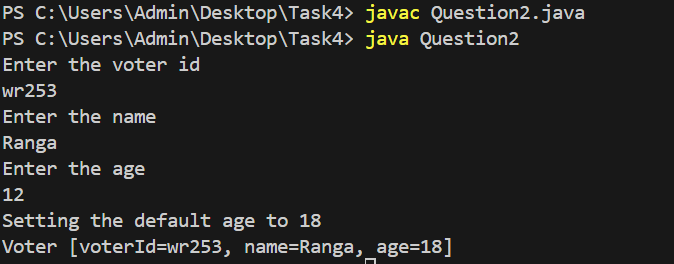 PS C:\Users\Admin\Desktop\Task4> javac Question2.java
PS C:\Users\Admin\Desktop\Task4> java Question2
Enter the voter id
wr253
Enter the name
Ranga
Enter the age
12
Setting the default age to 18
Voter [voterId=wr253, name=Ranga, age=18]